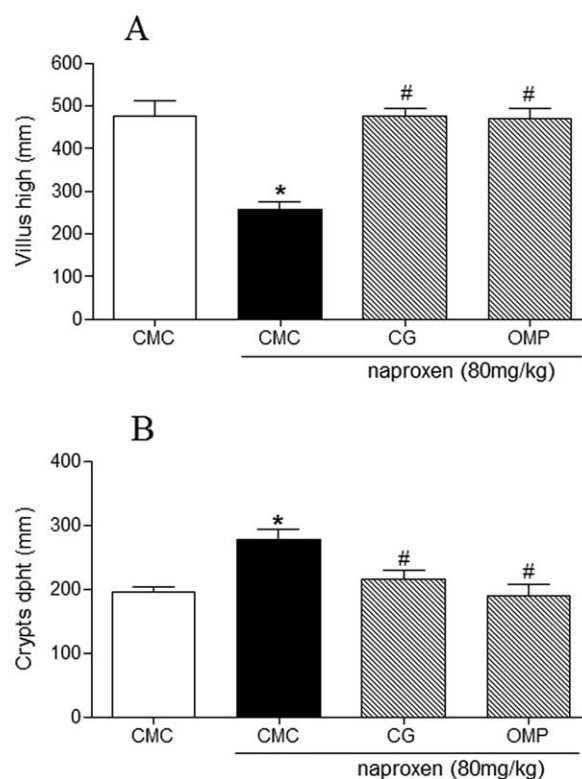 A
Villus high (mm)
600
500
400
300
200
100
0
*
#
#
CMC
CMC
CG
OMP
naproxen (80mg/kg)
B
Crypts dpht (mm)
400
300
200
100
0
*
#
#
CMC
CMC
CG
OMP
naproxen (80mg/kg)